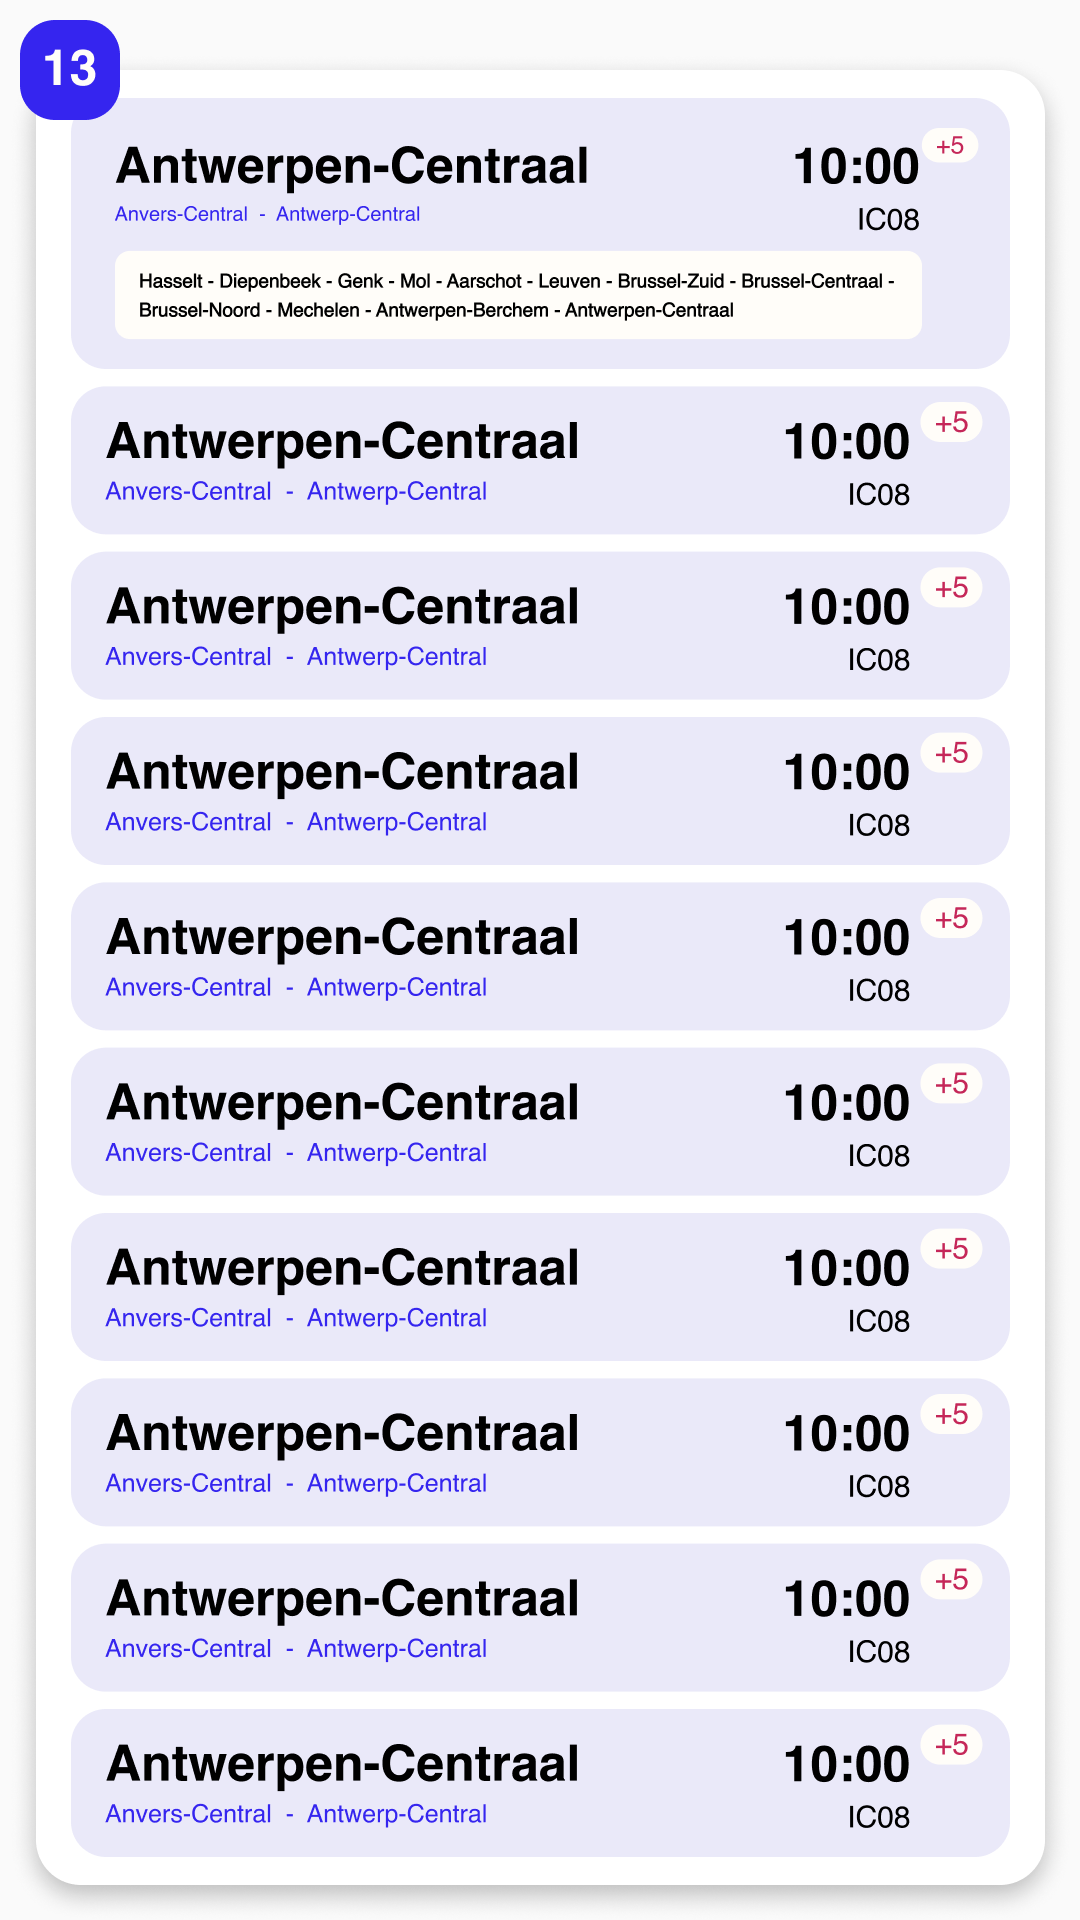 13
Antwerpen-Centraal 10:00 +5
Anvers-Central - Antwerp-Central IC08
Hasselt - Diepenbeek - Genk - Mol - Aarschot - Leuven - Brussel-Zuid - Brussel-Centraal -
Brussel-Noord - Mechelen - Antwerpen-Berchem - Antwerpen-Centraal
Antwerpen-Centraal 10:00 +5
Anvers-Central - Antwerp-Central IC08
Antwerpen-Centraal 10:00 +5
Anvers-Central - Antwerp-Central IC08
Antwerpen-Centraal 10:00 +5
Anvers-Central - Antwerp-Central IC08
Antwerpen-Centraal 10:00 +5
Anvers-Central - Antwerp-Central IC08
Antwerpen-Centraal 10:00 +5
Anvers-Central - Antwerp-Central IC08
Antwerpen-Centraal 10:00 +5
Anvers-Central - Antwerp-Central IC08
Antwerpen-Centraal 10:00 +5
Anvers-Central - Antwerp-Central IC08
Antwerpen-Centraal 10:00 +5
Anvers-Central - Antwerp-Central IC08
Antwerpen-Centraal 10:00 +5
Anvers-Central - Antwerp-Central IC08